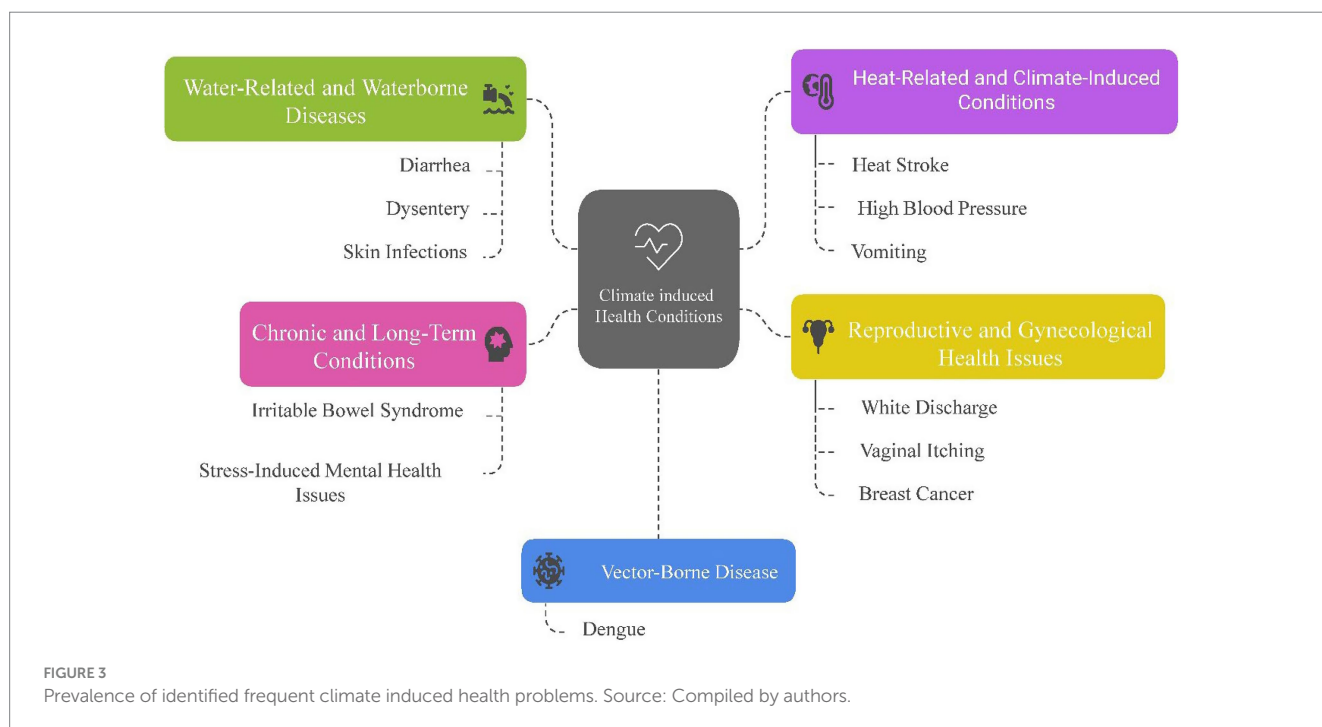 Water-Related and Waterborne
Diseases
Diarrhea
Dysentery
Skin Infections
Heat-Related and Climate-Induced
Conditions
Heat Stroke
High Blood Pressure
Vomiting
Climate induced
Health Conditions
Chronic and Long-Term
Conditions
Irritable Bowel Syndrome
Stress-Induced Mental Health
Issues
Reproductive and Gynecological
Health Issues
White Discharge
Vaginal Itching
Breast Cancer
Vector-Borne Disease
Dengue
FIGURE 3
Prevalence of identified frequent climate induced health problems. Source: Compiled by authors.